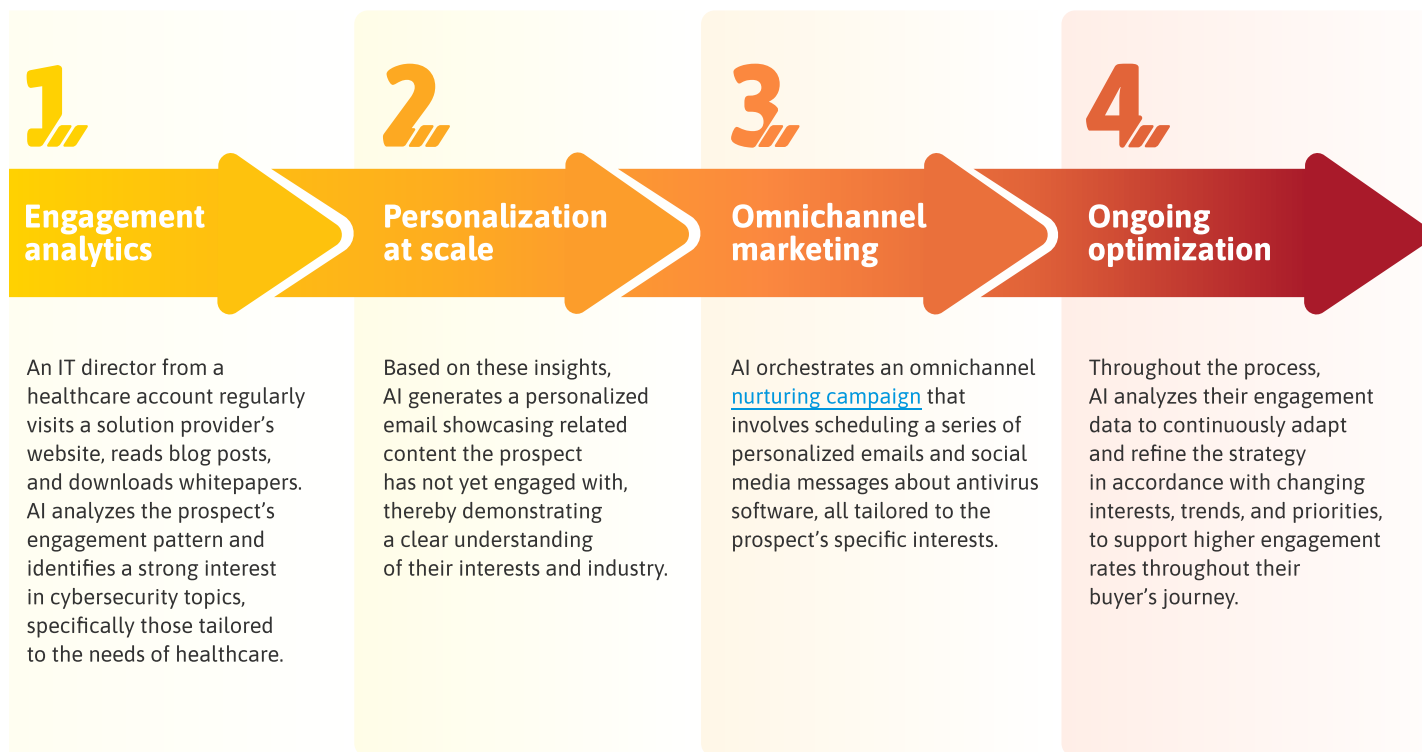 1
Engagement
analytics
An IT director from a
healthcare account regularly
visits a solution provider's
website, reads blog posts,
and downloads whitepapers.
AI analyzes the prospect's
engagement pattern and
identifies a strong interest
in cybersecurity topics,
specifically those tailored
to the needs of healthcare.
2
Personalization
at scale
Based on these insights,
AI generates a personalized
email showcasing related
content the prospect
has not yet engaged with,
thereby demonstrating
a clear understanding
of their interests and industry.
3
Omnichannel
marketing
AI orchestrates an omnichannel
nurturing campaign that
involves scheduling a series of
personalized emails and social
media messages about antivirus
software, all tailored to the
prospect's specific interests.
4
Ongoing
optimization
Throughout the process,
AI analyzes their engagement
data to continuously adapt
and refine the strategy
in accordance with changing
interests, trends, and priorities,
to support higher engagement
rates throughout their
buyer's journey.